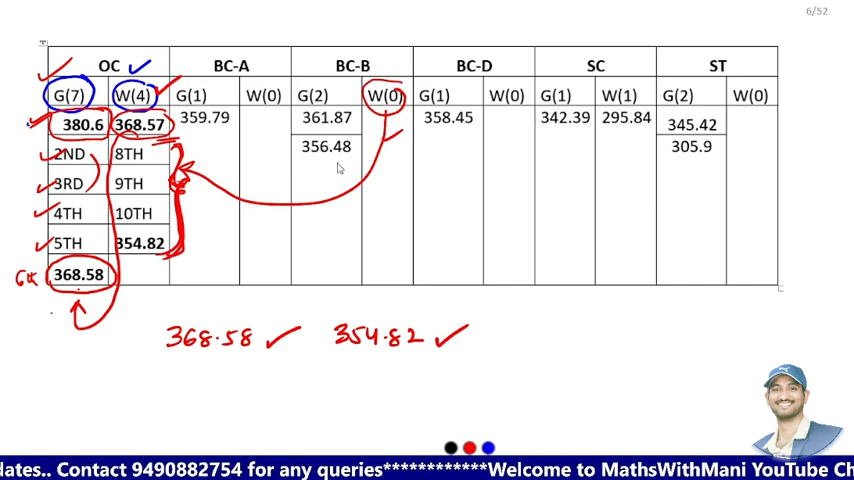 6/52
OC BC-A BC-B BC-D SC ST
G(7) W(4) G(1) W(0) G(2) W(0) G(1) W(0) G(1) W(1) G(2) W(0)
380.6 368.57 359.79 361.87 358.45 342.39 295.84 345.42
2ND 8TH 356.48 305.9
3RD 9TH
4TH 10TH
5TH 354.82
6th 368.58
368.58 354.82
dates.. Contact 9490882754 for any queries************Welcome to MathsWithMani YouTube Ch